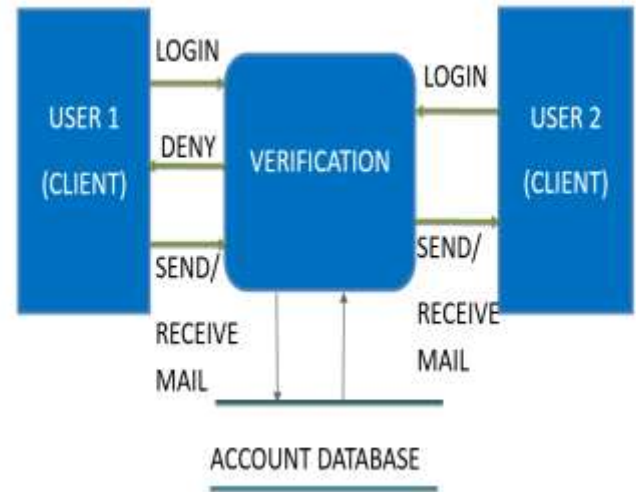 USER 1
(CLIENT)
LOGIN
DENY
SEND/
RECEIVE
MAIL
VERIFICATION
LOGIN
SEND/
RECEIVE
MAIL
USER 2
(CLIENT)
ACCOUNT DATABASE